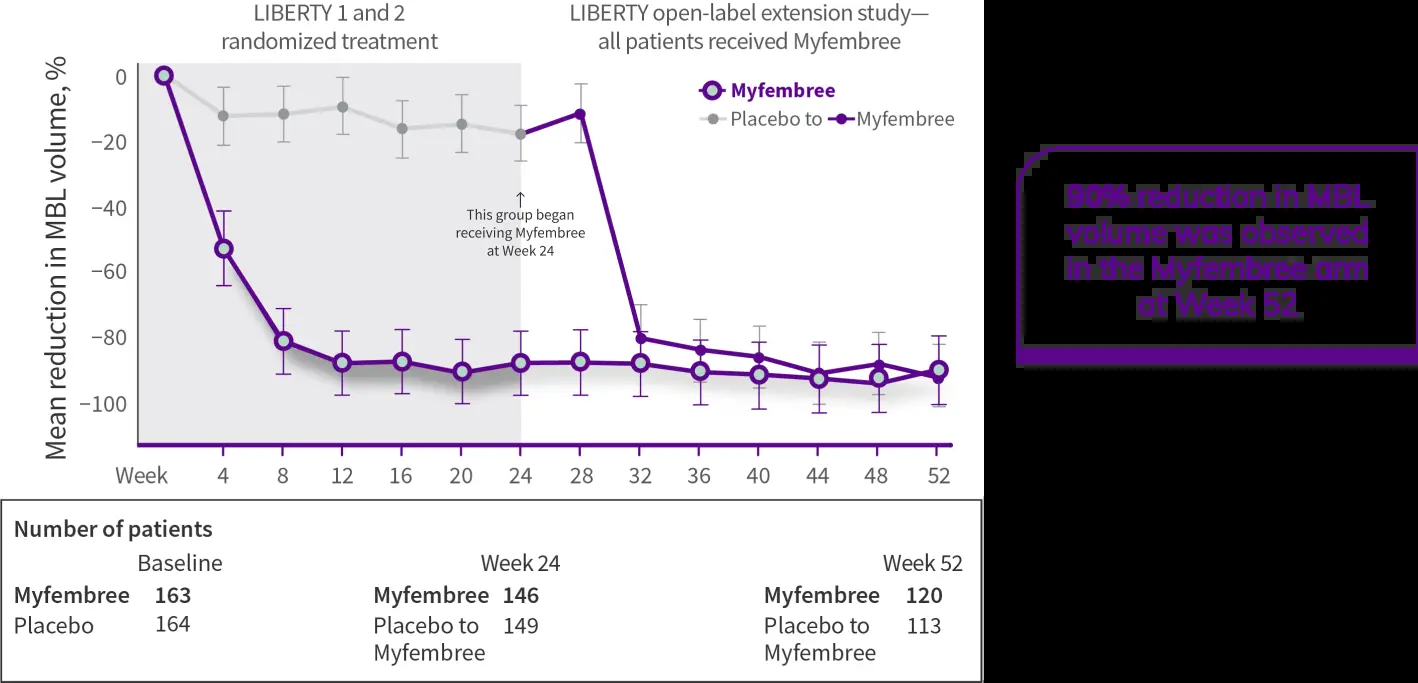 LIBERTY 1 and 2
randomized treatment
LIBERTY open-label extension study—
all patients received Myfembree
Mean reduction in MBL volume, %
0
−20
−40
−60
−80
−100
Myfembree
Placebo to Myfembree
↑
This group began
receiving Myfembree
at Week 24
Week 4 8 12 16 20 24 28 32 36 40 44 48 52
90% reduction in MBL
volume was observed
in the Myfembree arm
at Week 52.
Number of patients
Baseline Week 24 Week 52
Myfembree 163 Myfembree 146 Myfembree 120
Placebo 164 Placebo to 149 Placebo to 113
Myfembree Myfembree